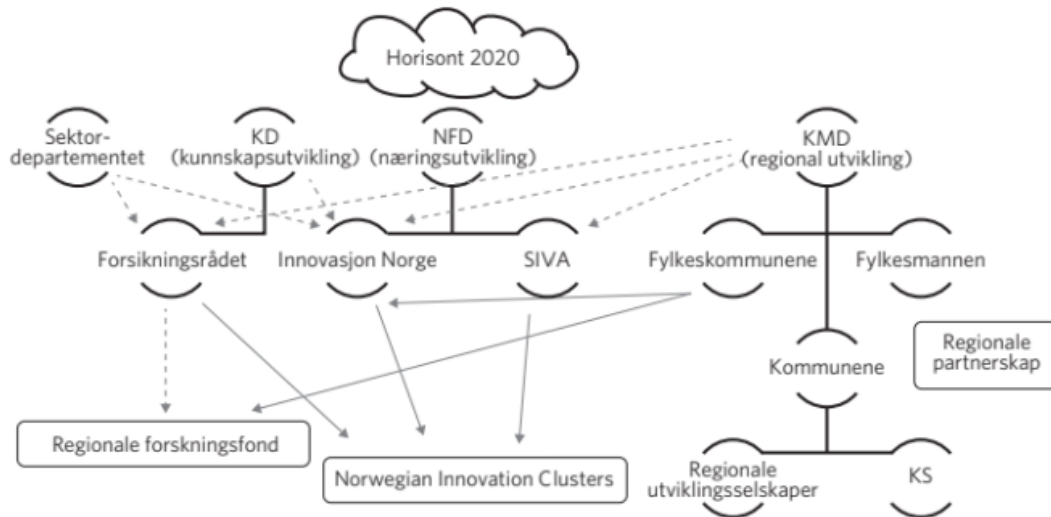 Horisont 2020
Sektor-
departementet
KD
(kunnskapsutvikling)
NFD
(næringsutvikling)
KMD
(regional utvikling)
Forsikningsrådet
Innovasjon Norge
SIVA
Fylkeskommunene
Fylkesmannen
Kommunene
Regionale
partnerskap
Regionale forskningsfond
Norwegian Innovation Clusters
Regionale
utviklingsselskaper
KS